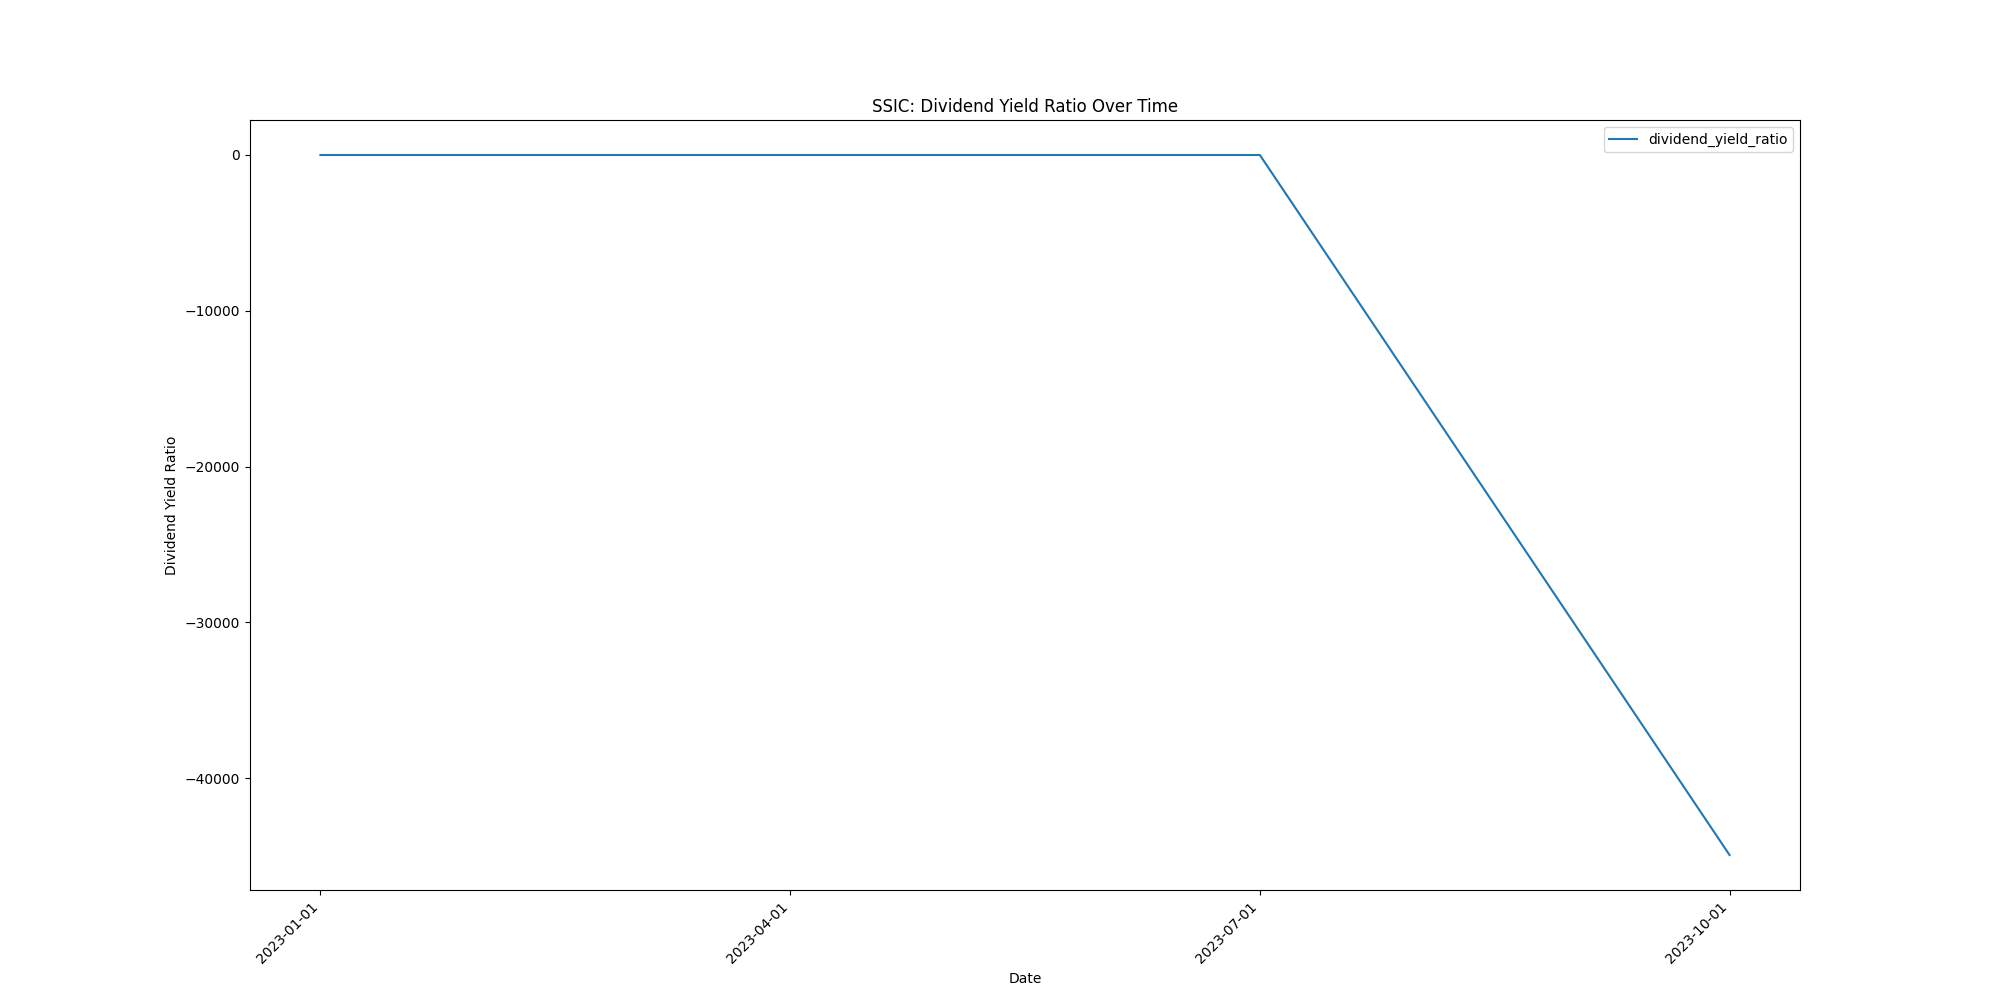 SSIC: Dividend Yield Ratio Over Time
dividend_yield_ratio
0
−10000
−20000
−30000
−40000
Dividend Yield Ratio
2023-01-01
2023-04-01
2023-07-01
2023-10-01
Date